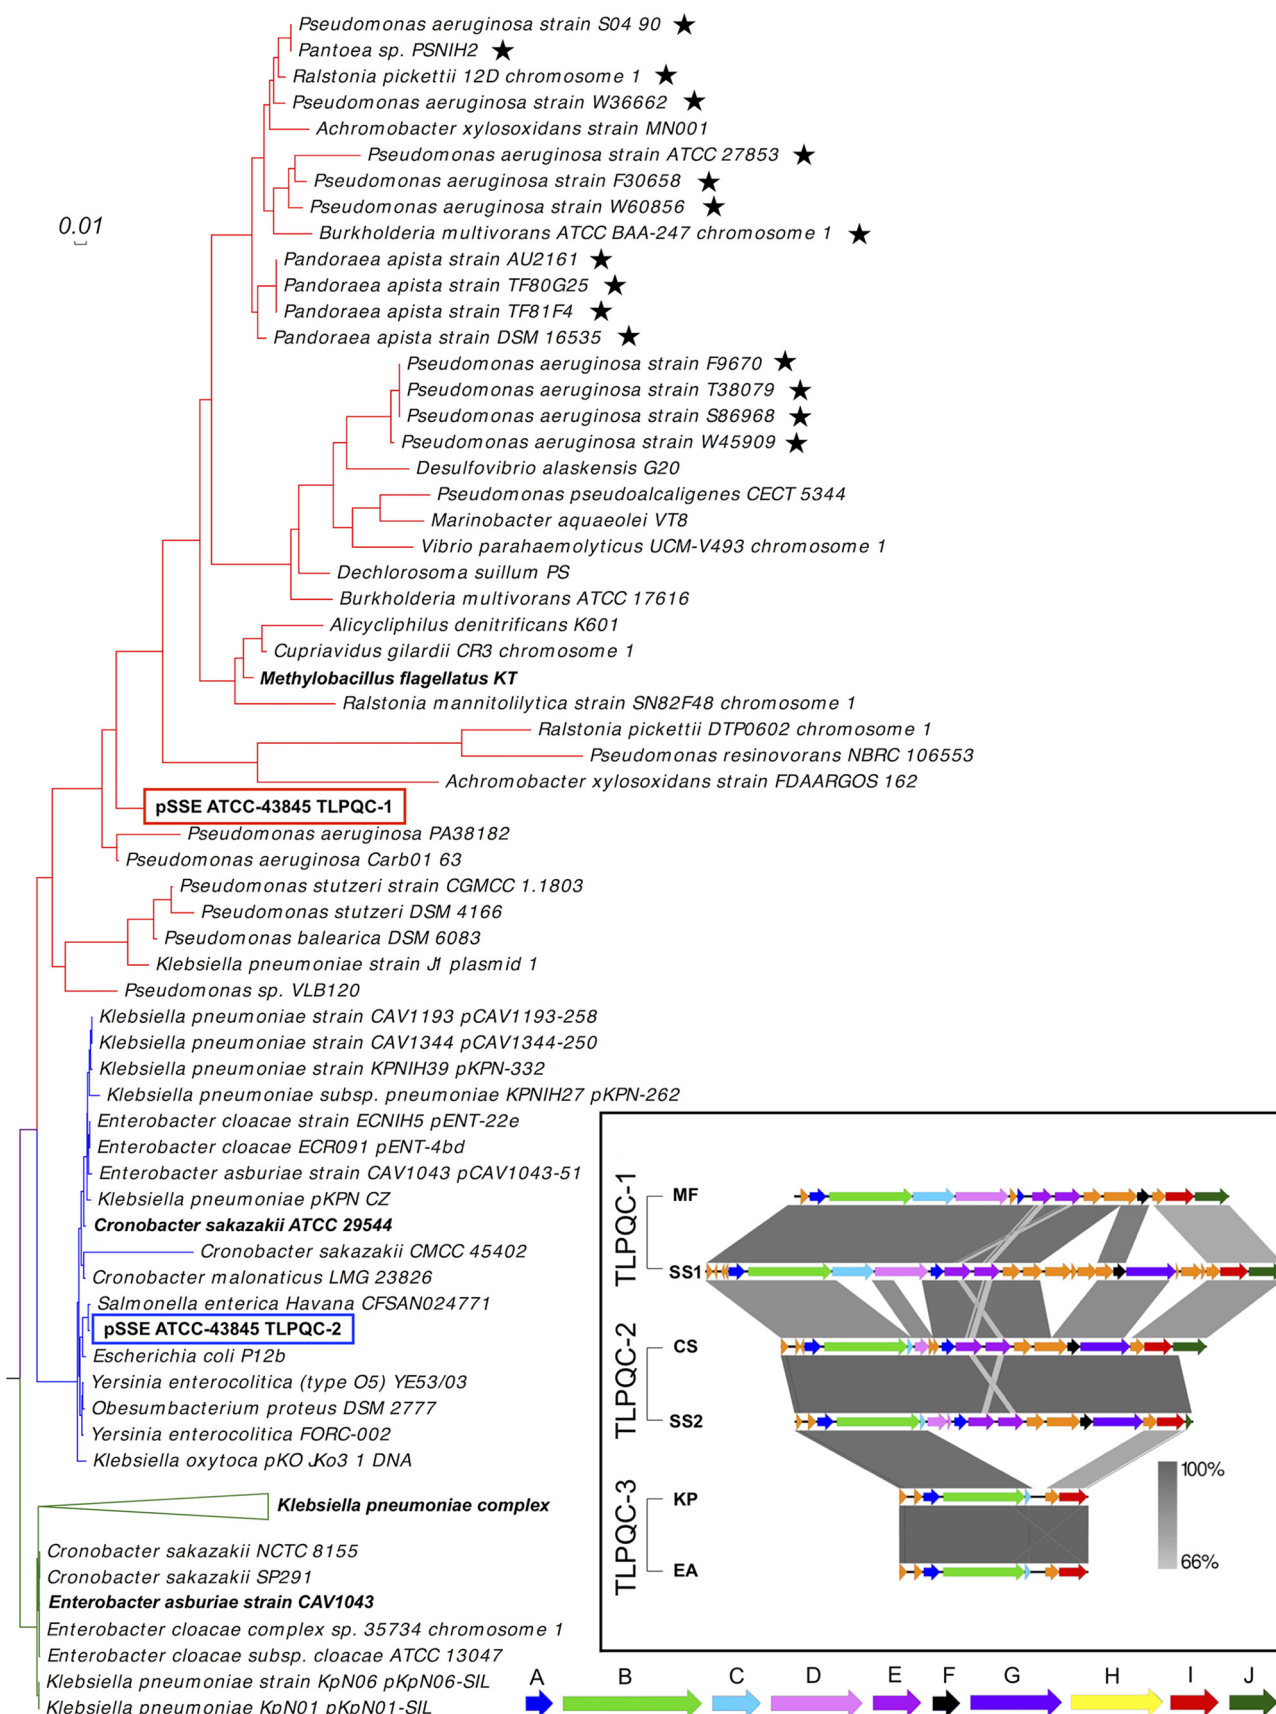 Pseudomonas aeruginosa strain S04 90
Pantoea sp. PSNIH2
Ralstonia pickettii 12D chromosome 1
Pseudomonas aeruginosa strain W36662
Achromobacter xylosoxidans strain MN001
Pseudomonas aeruginosa strain ATCC 27853
Pseudomonas aeruginosa strain F30658
Pseudomonas aeruginosa strain W60856
0.01
Burkholderia multivorans ATCC BAA-247 chromosome 1
Pandoraea apista strain AU2161
Pandoraea apista strain TF80G25
Pandoraea apista strain TF81F4
Pandoraea apista strain DSM 16535
Pseudomonas aeruginosa strain F9670
Pseudomonas aeruginosa strain T38079
Pseudomonas aeruginosa strain S86968
Pseudomonas aeruginosa strain W45909
Desulfovibrio alaskensis G20
Pseudomonas pseudoalcaligenes CECT 5344
Marinobacter aquaeolei VT8
Vibrio parahaemolyticus UCM-V493 chromosome 1
Dechlorosoma suillum PS
Burkholderia multivorans ATCC 17616
Alicycliphilus denitrificans K601
Cupriavidus gilardii CR3 chromosome 1
Methylobacillus flagellatus KT
Ralstonia mannitolilytica strain SN82F48 chromosome 1
Ralstonia pickettii DTP0602 chromosome 1
Pseudomonas resinovorans NBRC 106553
Achromobacter xylosoxidans strain FDAARGOS 162
pSSE ATCC-43845 TLPQC-1
Pseudomonas aeruginosa PA38182
Pseudomonas aeruginosa Carb01 63
Pseudomonas stutzeri strain CGMCC 1.1803
Pseudomonas stutzeri DSM 4166
Pseudomonas balearica DSM 6083
Klebsiella pneumoniae strain J1 plasmid 1
Pseudomonas sp. VLB120
Klebsiella pneumoniae strain CAV1193 pCAV1193-258
Klebsiella pneumoniae strain CAV1344 pCAV1344-250
Klebsiella pneumoniae strain KPNIH39 pKPN-332
Klebsiella pneumoniae subsp. pneumoniae KPNIH27 pKPN-262
Enterobacter cloacae strain ECNIH5 pENT-22e
Enterobacter cloacae ECR091 pENT-4bd
Enterobacter asburiae strain CAV1043 pCAV1043-51
Klebsiella pneumoniae pKPN CZ
Cronobacter sakazakii ATCC 29544
Cronobacter sakazakii CMCC 45402
Cronobacter malonaticus LMG 23826
Salmonella enterica Havana CFSAN024771
pSSE ATCC-43845 TLPQC-2
Escherichia coli P12b
Yersinia enterocolitica (type O5) YE53/03
Obesumbacterium proteus DSM 2777
Yersinia enterocolitica FORC-002
Klebsiella oxytoca pKO JKo3 1 DNA
Klebsiella pneumoniae complex
Cronobacter sakazakii NCTC 8155
Cronobacter sakazakii SP291
Enterobacter asburiae strain CAV1043
Enterobacter cloacae complex sp. 35734 chromosome 1
Enterobacter cloacae subsp. cloacae ATCC 13047
Klebsiella pneumoniae strain KpN06 pKpN06-SIL
Klebsiella pneumoniae KpN01 pKpN01-SIL
TLPQC-1
MF
SS1
TLPQC-2
CS
SS2
TLPQC-3
KP
EA
100%
66%
A B C D E F G H I J